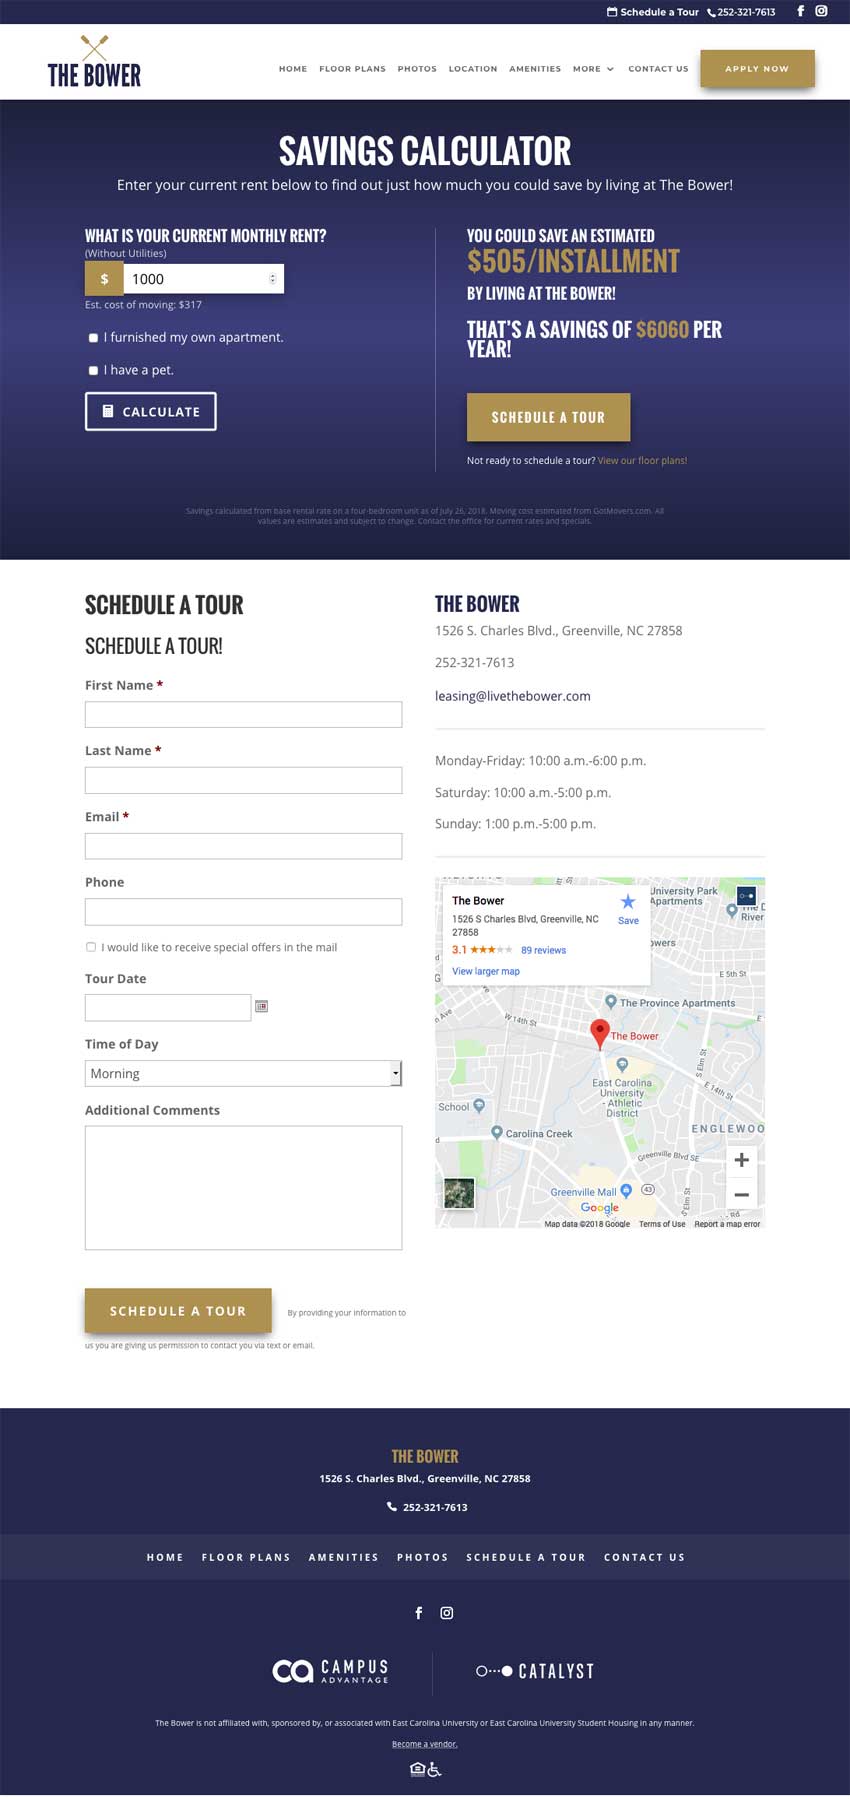 Schedule a Tour 252-321-7613
THE BOWER
HOME FLOOR PLANS PHOTOS LOCATION AMENITIES MORE CONTACT US APPLY NOW
SAVINGS CALCULATOR
Enter your current rent below to find out just how much you could save by living at The Bower!
WHAT IS YOUR CURRENT MONTHLY RENT?
(Without Utilities)
$ 1000
Est. cost of moving: $317
I furnished my own apartment.
I have a pet.
CALCULATE
YOU COULD SAVE AN ESTIMATED
$505/INSTALLMENT
BY LIVING AT THE BOWER!
THAT'S A SAVINGS OF $6060 PER
YEAR!
SCHEDULE A TOUR
Not ready to schedule a tour? View our floor plans!
Savings calculated from base rental rate on a four-bedroom unit as of July 26, 2018. Moving cost estimated from GotMovers.com. All
values are estimates and subject to change. Contact the office for current rates and specials.
SCHEDULE A TOUR
SCHEDULE A TOUR!
First Name *
Last Name *
Email *
Phone
I would like to receive special offers in the mail
Tour Date
Time of Day
Morning
Additional Comments
SCHEDULE A TOUR By providing your information to
us you are giving us permission to contact you via text or email.
THE BOWER
1526 S. Charles Blvd., Greenville, NC 27858
252-321-7613
leasing@livethebower.com
Monday-Friday: 10:00 a.m.-6:00 p.m.
Saturday: 10:00 a.m.-5:00 p.m.
Sunday: 1:00 p.m.-5:00 p.m.
The Bower
1526 S Charles Blvd, Greenville, NC
27858
3.1 89 reviews
View larger map
Save
University Park
Apartments
River
E 5th St
The Province Apartments
W 14th St
The Bower
East Carolina
University
- Athletic
District
S Elm St
E 14th St
School
Carolina Creek
ENGLEWOO
Greenville Blvd SE
Greenville Mall
43
Google
Map data ©2018 Google Terms of Use Report a map error
THE BOWER
1526 S. Charles Blvd., Greenville, NC 27858
252-321-7613
HOME FLOOR PLANS AMENITIES PHOTOS SCHEDULE A TOUR CONTACT US
CAMPUS
ADVANTAGE
CATALYST
The Bower is not affiliated with, sponsored by, or associated with East Carolina University or East Carolina University Student Housing in any manner.
Become a vendor.